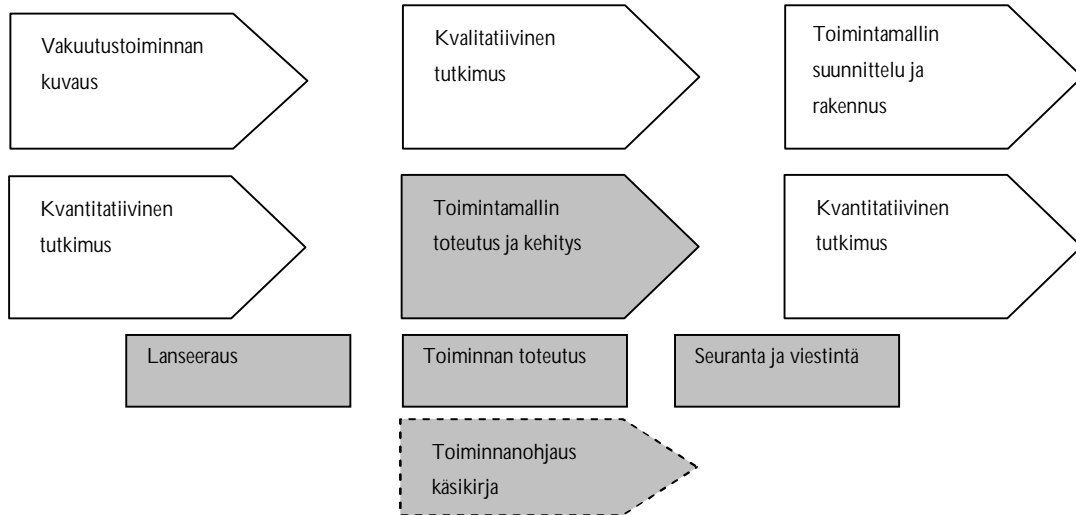 Vakuutustoiminnan
kuvaus
Kvalitatiivinen
tutkimus
Toimintamallin
suunnittelu ja
rakennus
Kvantitatiivinen
tutkimus
Toimintamallin
toteutus ja kehitys
Kvantitatiivinen
tutkimus
Lanseeraus
Toiminnan toteutus
Seuranta ja viestintä
Toiminnanohjaus
käsikirja